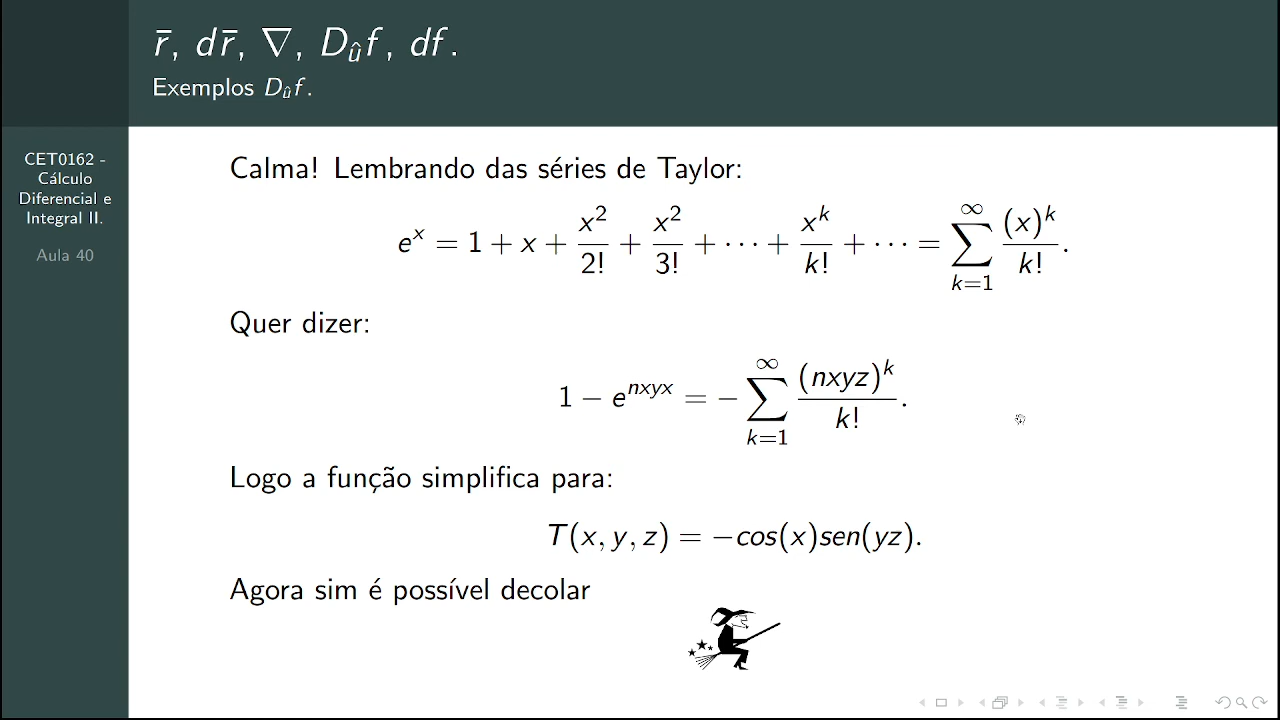 r̄, dr̄, ∇, D_û f, df.
Exemplos D_û f.
CET0162 -
Cálculo
Diferencial e
Integral II.
Aula 40
Calma! Lembrando das séries de Taylor:
e^x = 1 + x + x^2/2! + x^2/3! + ⋯ + x^k/k! + ⋯ = ∑_{k=1}^{∞} (x)^k/k! .
Quer dizer:
1 − e^{nxyx} = − ∑_{k=1}^{∞} (nxyz)^k/k! .
Logo a função simplifica para:
T(x, y, z) = −cos(x)sen(yz).
Agora sim é possível decolar